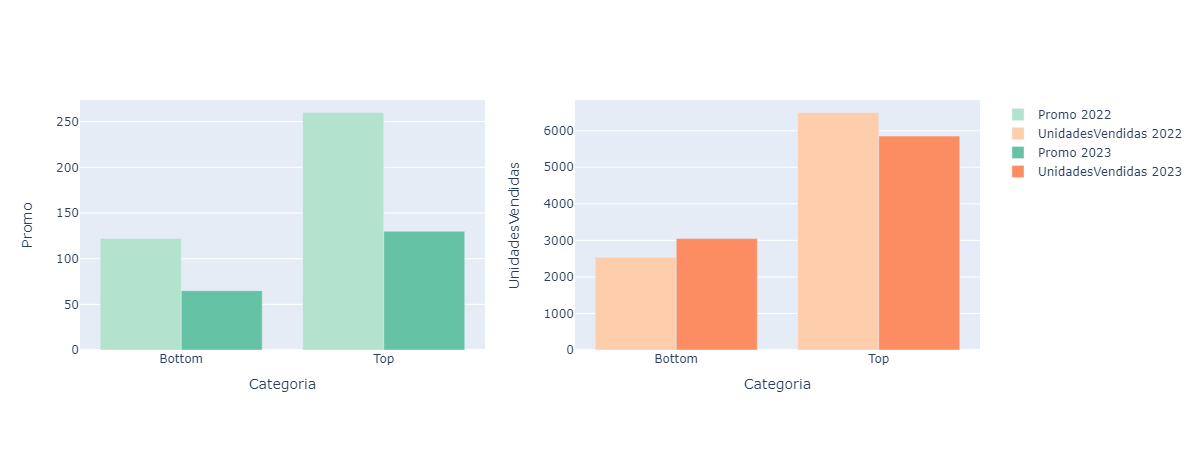 Promo
250
200
150
100
50
0
Bottom
Top
Categoria
UnidadesVendidas
6000
5000
4000
3000
2000
1000
0
Bottom
Top
Categoria
Promo 2022
UnidadesVendidas 2022
Promo 2023
UnidadesVendidas 2023